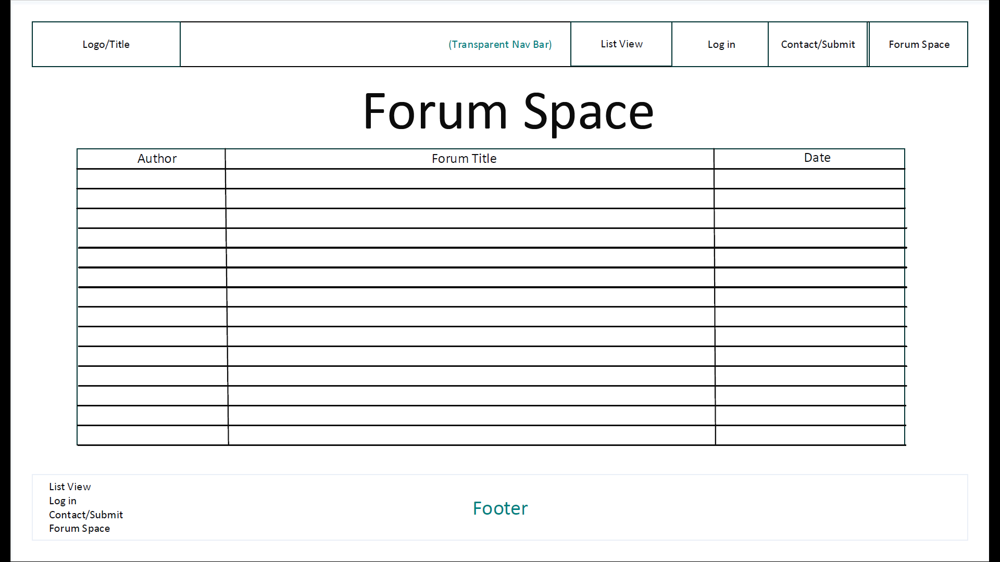 Logo/Title
(Transparent Nav Bar)
List View
Log in
Contact/Submit
Forum Space
Forum Space
Author
Forum Title
Date
List View
Log in
Contact/Submit
Forum Space
Footer